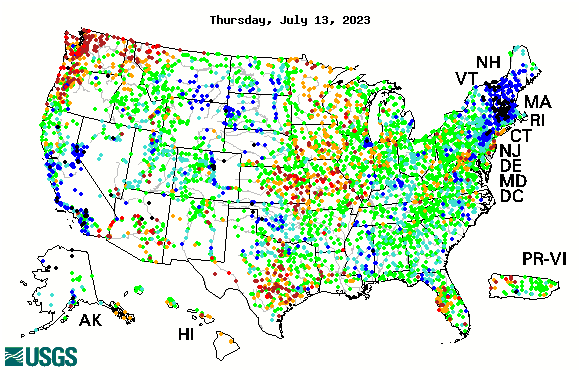 Thursday, July 13, 2023
NH
VT
MA
RI
CT
NJ
DE
MD
DC
PR-VI
AK
HI
USGS